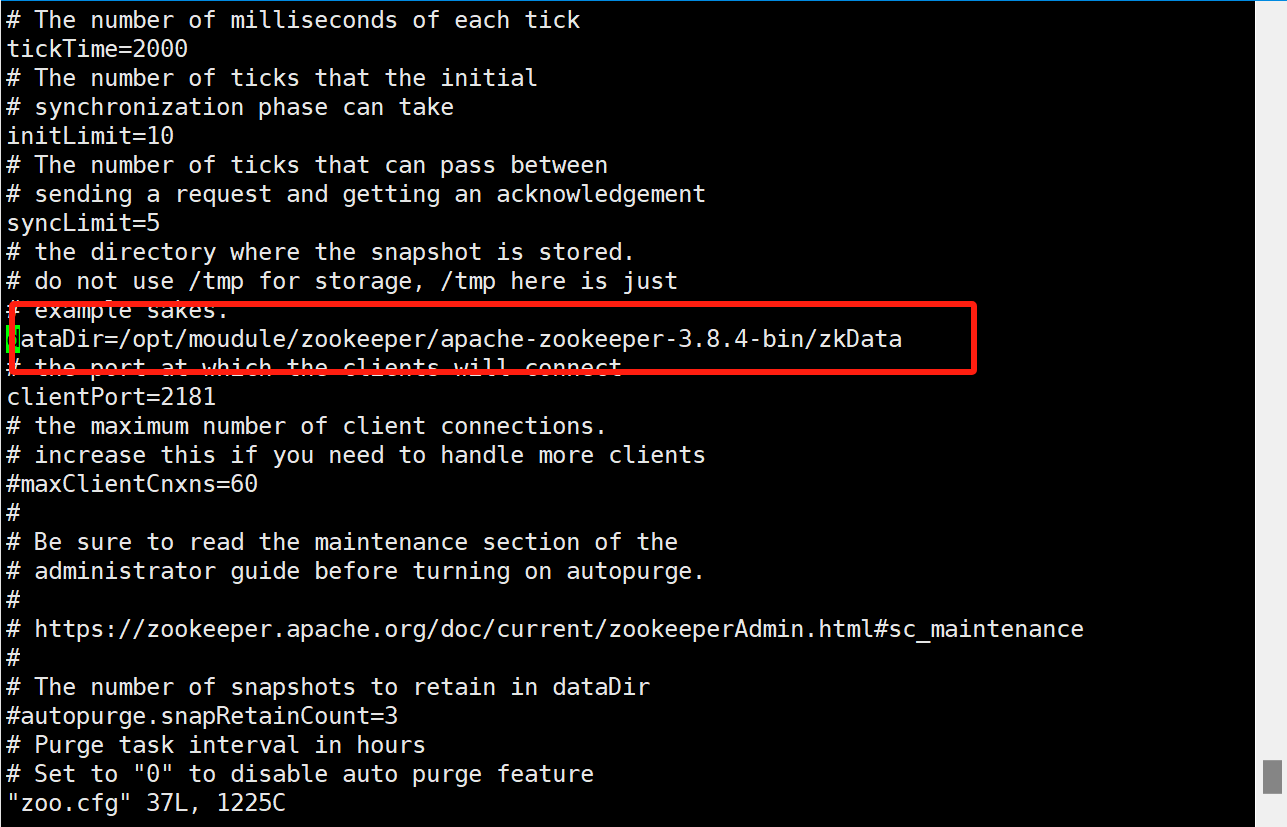 # The number of milliseconds of each tick
tickTime=2000
# The number of ticks that the initial
# synchronization phase can take
initLimit=10
# The number of ticks that can pass between
# sending a request and getting an acknowledgement
syncLimit=5
# the directory where the snapshot is stored.
# do not use /tmp for storage, /tmp here is just
# example sakes.
dataDir=/opt/moudule/zookeeper/apache-zookeeper-3.8.4-bin/zkData
# the port at which the clients will connect
clientPort=2181
# the maximum number of client connections.
# increase this if you need to handle more clients
#maxClientCnxns=60
#
# Be sure to read the maintenance section of the
# administrator guide before turning on autopurge.
#
# https://zookeeper.apache.org/doc/current/zookeeperAdmin.html#sc_maintenance
#
# The number of snapshots to retain in dataDir
#autopurge.snapRetainCount=3
# Purge task interval in hours
# Set to "0" to disable auto purge feature
"zoo.cfg" 37L, 1225C